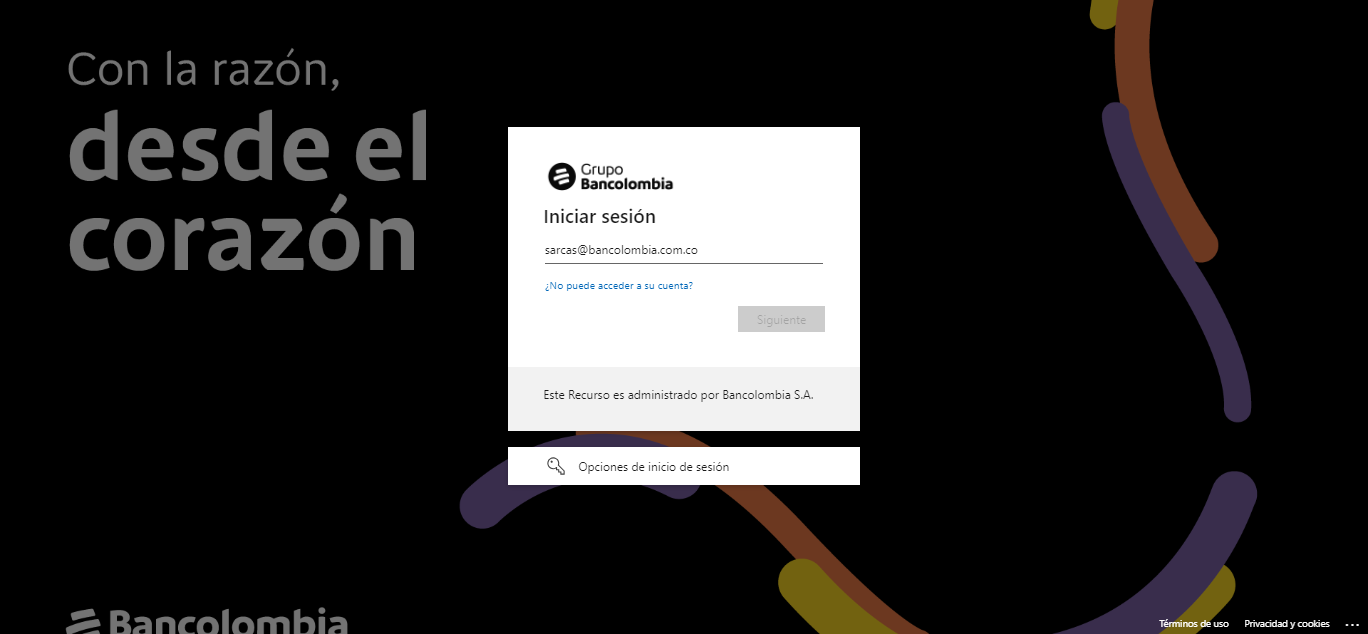 Con la razón,
desde el
corazón
Grupo
Bancolombia
Iniciar sesión
sarcas@bancolombia.com.co
¿No puede acceder a su cuenta?
Siguiente
Este Recurso es administrado por Bancolombia S.A.
Opciones de inicio de sesión
Bancolombia
Términos de uso Privacidad y cookies ...